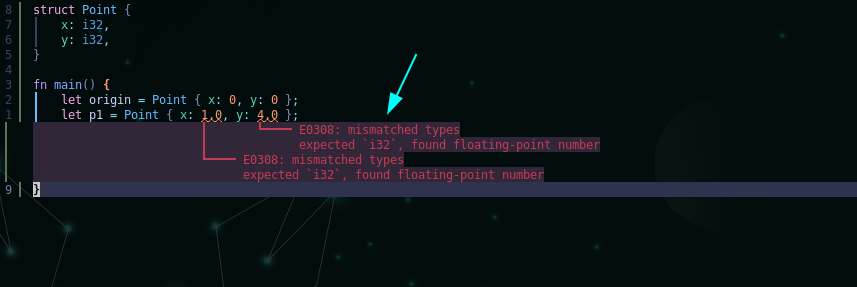 8 struct Point {
7     x: i32,
6     y: i32,
5 }
4
3 fn main() {
2     let origin = Point { x: 0, y: 0 };
1     let p1 = Point { x: 1.0, y: 4.0 };
E0308: mismatched types
expected `i32`, found floating-point number
E0308: mismatched types
expected `i32`, found floating-point number
9 }